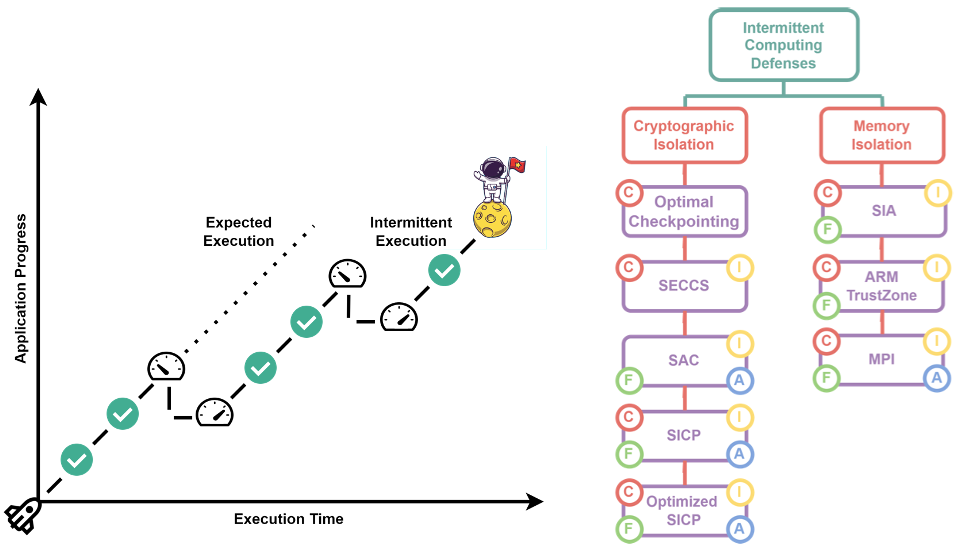 Application Progress
Expected
Execution
Intermittent
Execution
Execution Time
Intermittent
Computing
Defenses
Cryptographic
Isolation
C
Optimal
Checkpointing
C
I
SECCS
I
SAC
F
A
C
I
SICP
F
A
C
I
Optimized
SICP
F
A
Memory
Isolation
C
I
SIA
F
C
I
ARM
TrustZone
F
C
I
MPI
F
A